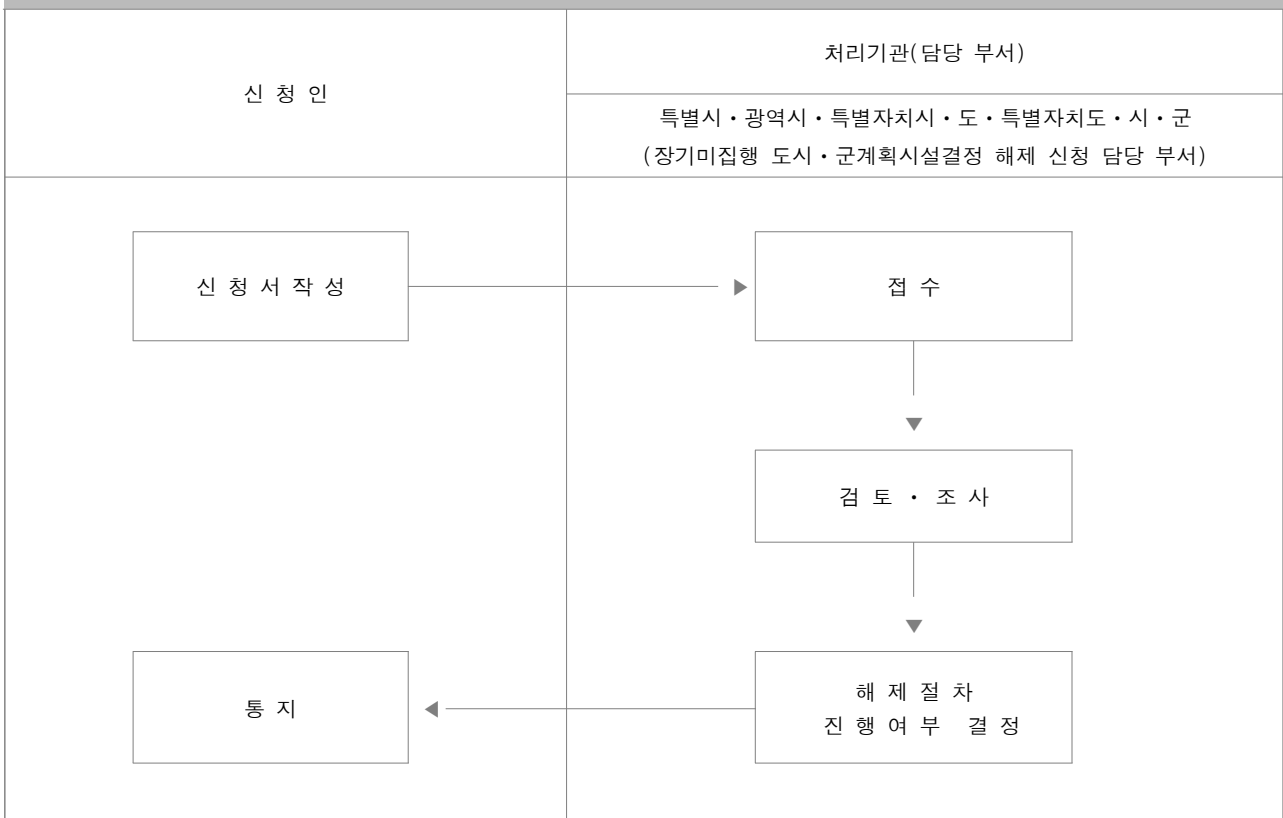 신 청 인
처리기관(담당 부서)
특별시・광역시・특별자치시・도・특별자치도・시・군
(장기미집행 도시・군계획시설결정 해제 신청 담당 부서)
신 청 서 작 성
접 수
검 토 ・ 조 사
통 지
해 제 절 차
진 행 여 부 결 정